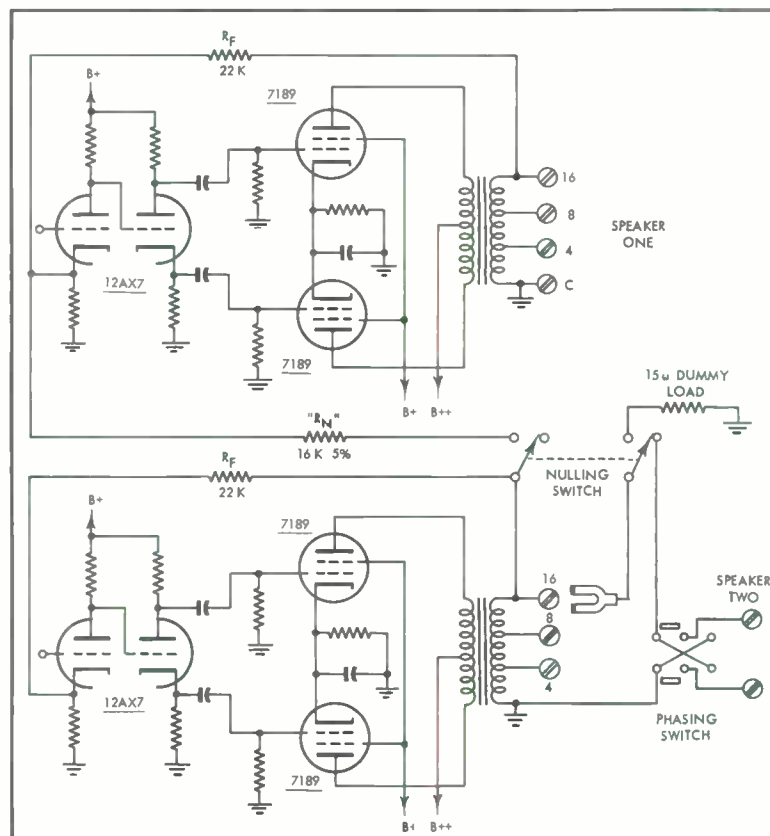 R_F
22 K
B+
7189
16
8
4
C
SPEAKER
ONE
12AX7
7189
B+
B++
15ω DUMMY
LOAD
"R_N"
16 K 5%
NULLING
SWITCH
R_F
22 K
B+
7189
16
8
4
SPEAKER
TWO
12AX7
PHASING
SWITCH
7189
B+
B++